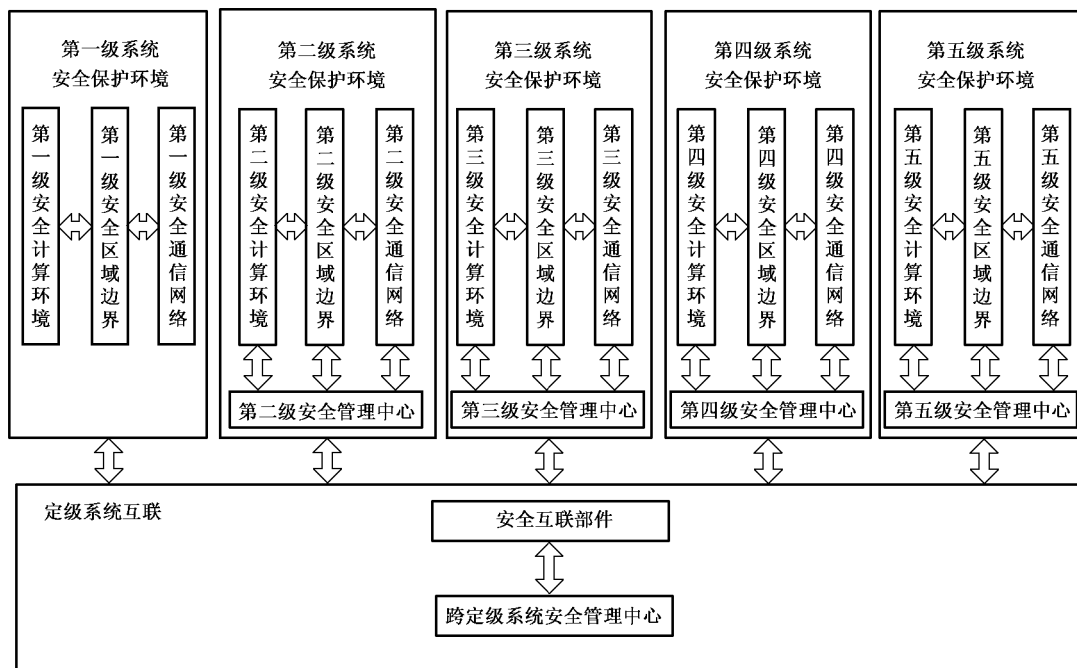 第一级系统
安全保护环境
第一级安全计算环境
第一级安全区域边界
第一级安全通信网络
第二级系统
安全保护环境
第二级安全计算环境
第二级安全区域边界
第二级安全通信网络
第二级安全管理中心
第三级系统
安全保护环境
第三级安全计算环境
第三级安全区域边界
第三级安全通信网络
第三级安全管理中心
第四级系统
安全保护环境
第四级安全计算环境
第四级安全区域边界
第四级安全通信网络
第四级安全管理中心
第五级系统
安全保护环境
第五级安全计算环境
第五级安全区域边界
第五级安全通信网络
第五级安全管理中心
定级系统互联
安全互联部件
跨定级系统安全管理中心